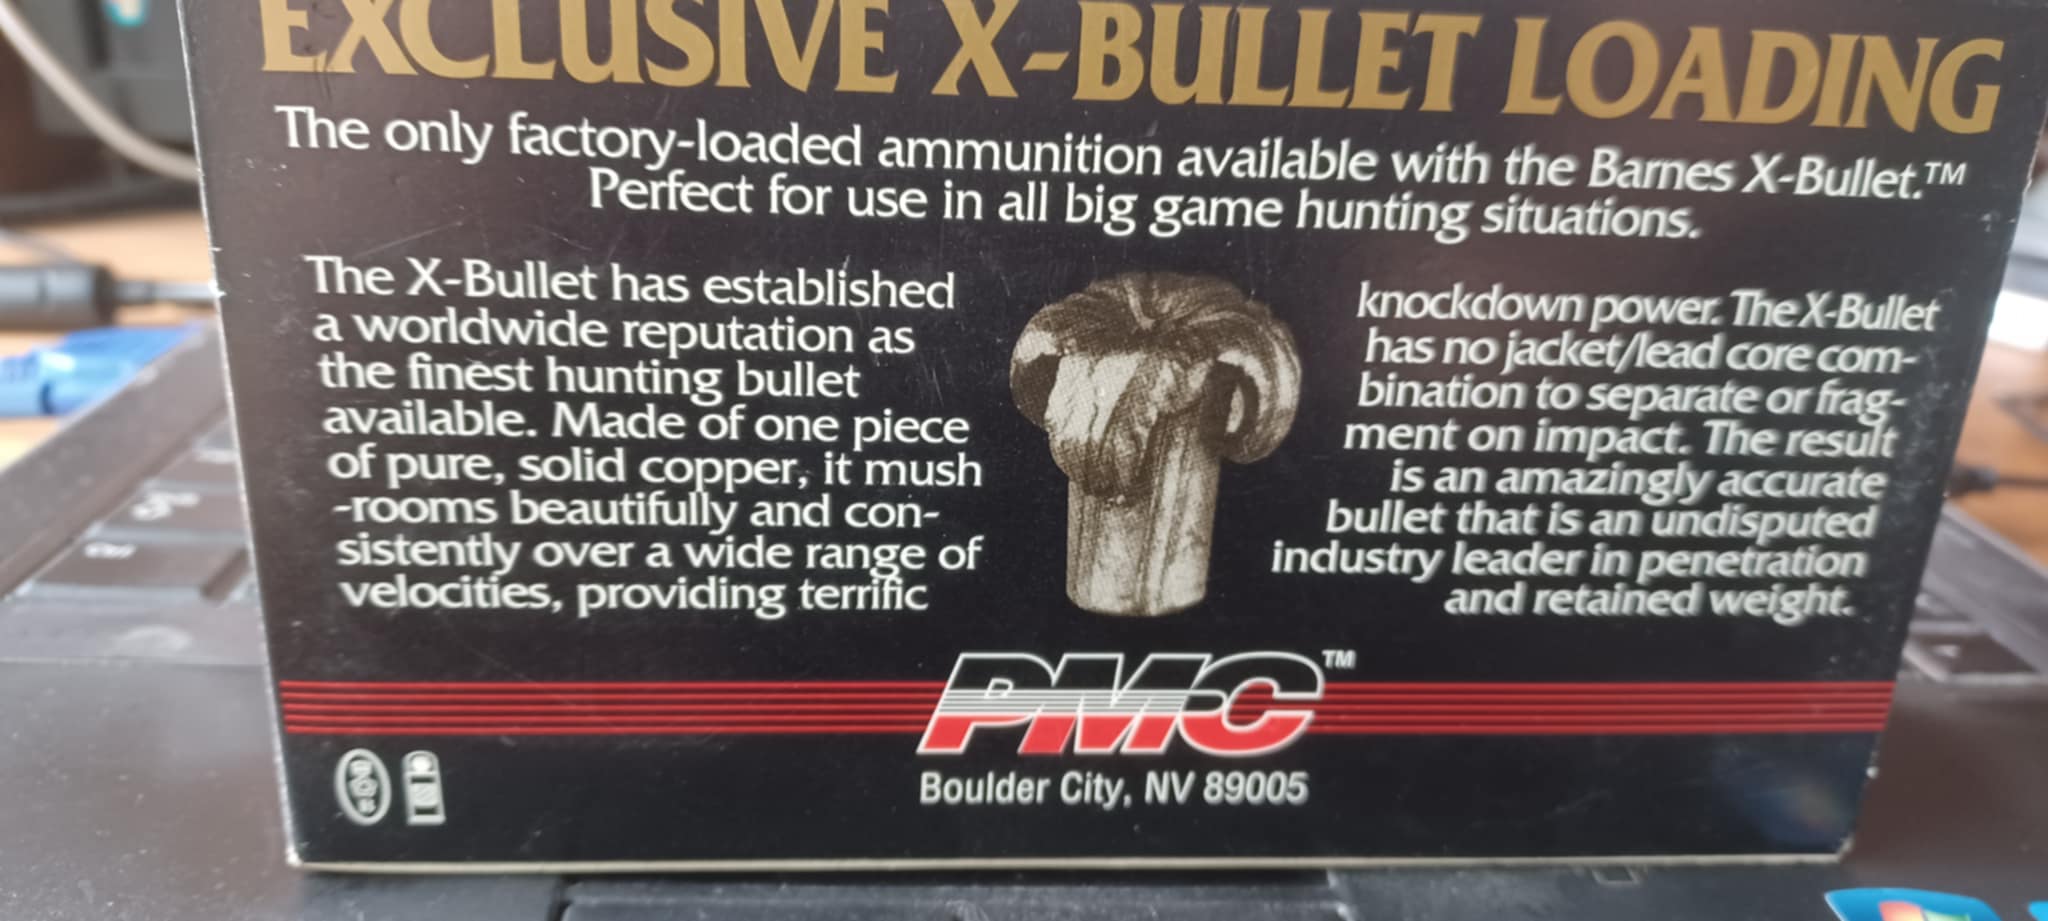 EXCLUSIVE X-BULLET LOADING
The only factory-loaded ammunition available with the Barnes X-Bullet.™
Perfect for use in all big game hunting situations.
The X-Bullet has established
a worldwide reputation as
the finest hunting bullet
available. Made of one piece
of pure, solid copper, it mush
-rooms beautifully and con-
sistently over a wide range of
velocities, providing terrific
knockdown power. The X-Bullet
has no jacket/lead core com-
bination to separate or frag-
ment on impact. The result
is an amazingly accurate
bullet that is an undisputed
industry leader in penetration
and retained weight.
PMC™
Boulder City, NV 89005